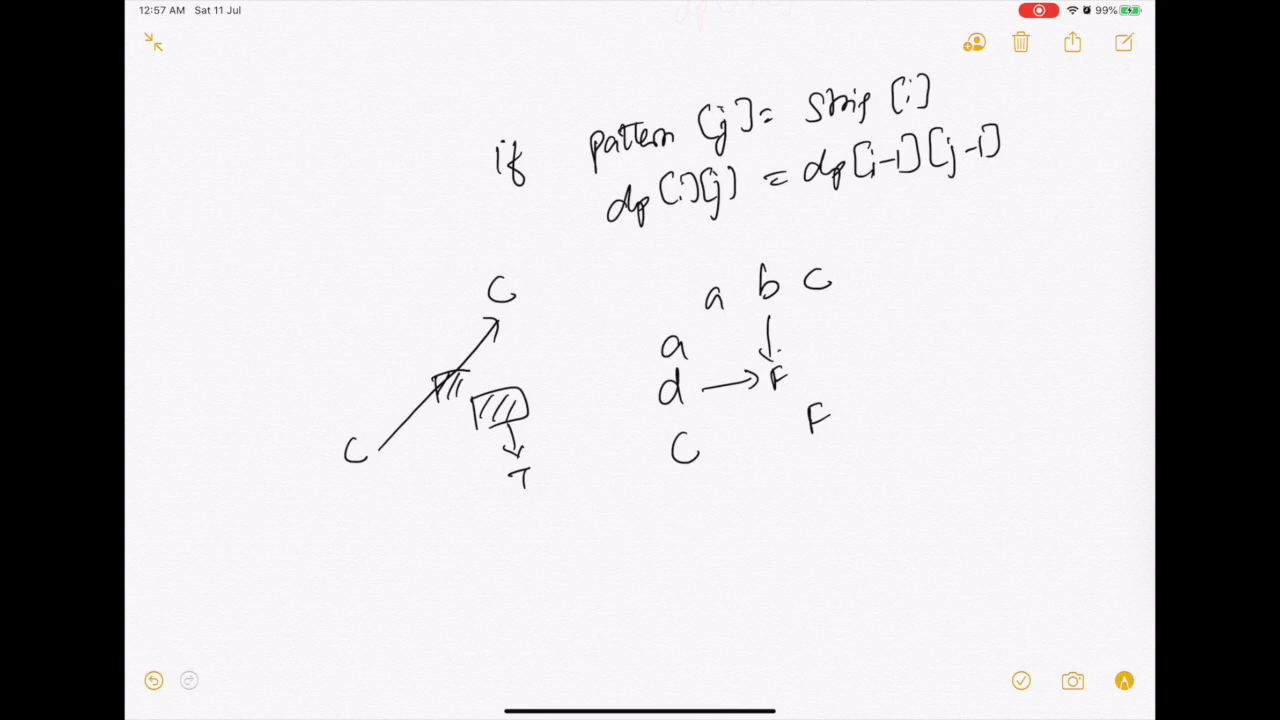 12:57 AM Sat 11 Jul
99%
if pattern [j] = string [i]
dp[i][j] = dp[i-1][j-1]
C
a b c
a
d F
F
C
C
T